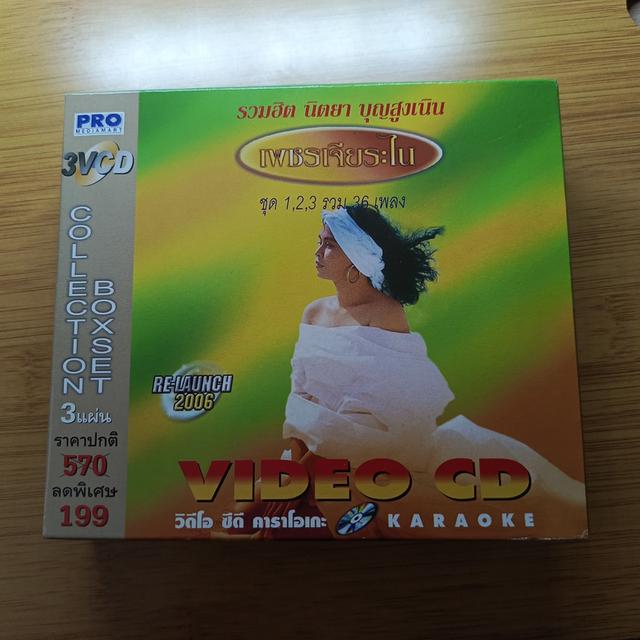 PRO
MEDIAMART
3VCD
COLLECTION
BOXSET
3แผ่น
ราคาปกติ
570
ลดพิเศษ
199
รวมฮิต นิตยา บุญสูงเนิน
เพชรเจียระไน
ชุด 1,2,3 รวม 36 เพลง
RE-LAUNCH
2006
VIDEO CD
วิดีโอ ซีดี คาราโอเกะ KARAOKE